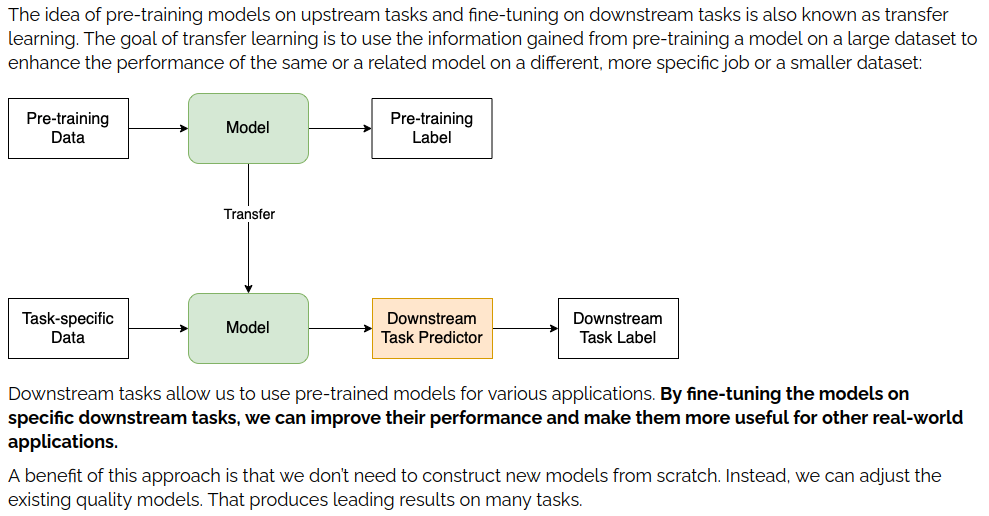 The idea of pre-training models on upstream tasks and fine-tuning on downstream tasks is also known as transfer
learning. The goal of transfer learning is to use the information gained from pre-training a model on a large dataset to
enhance the performance of the same or a related model on a different, more specific job or a smaller dataset:
Pre-training
Data
Model
Pre-training
Label
Transfer
Task-specific
Data
Model
Downstream
Task Predictor
Downstream
Task Label
Downstream tasks allow us to use pre-trained models for various applications. By fine-tuning the models on
specific downstream tasks, we can improve their performance and make them more useful for other real-world
applications.
A benefit of this approach is that we don't need to construct new models from scratch. Instead, we can adjust the
existing quality models. That produces leading results on many tasks.